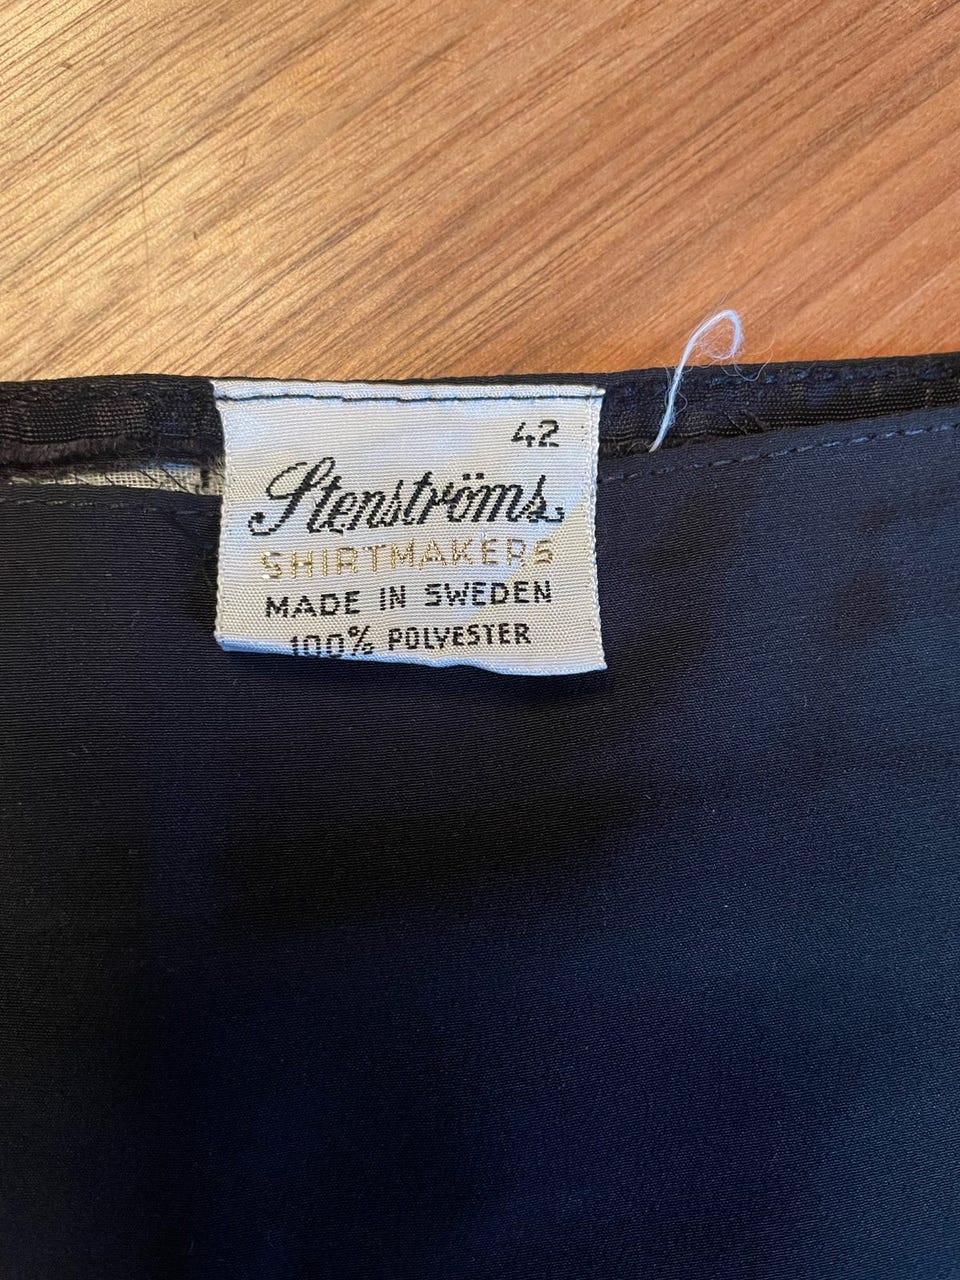 42
Stenströms
SHIRTMAKERS
MADE IN SWEDEN
100% POLYESTER